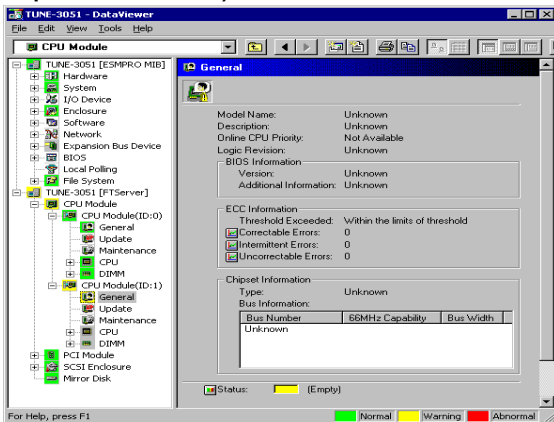 TUNE-3051 - DataViewer
File Edit View Tools Help
CPU Module
TUNE-3051 [ESMPRO MIB]
Hardware
System
I/O Device
Enclosure
Software
Network
Expansion Bus Device
BIOS
Local Polling
File System
TUNE-3051 [FTServer]
CPU Module
CPU Module(ID:0)
General
Update
Maintenance
CPU
DIMM
CPU Module(ID:1)
General
Update
Maintenance
CPU
DIMM
PCI Module
SCSI Enclosure
Mirror Disk
General
Model Name: Unknown
Description: Unknown
Online CPU Priority: Not Available
Logic Revision: Unknown
BIOS Information
Version: Unknown
Additional Information: Unknown
ECC Information
Threshold Exceeded: Within the limits of threshold
Correctable Errors: 0
Intermittent Errors: 0
Uncorrectable Errors: 0
Chipset Information
Type: Unknown
Bus Information:
Bus Number 66MHz Capability Bus Width
Unknown
Status: (Empty)
For Help, press F1 Normal Warning Abnormal